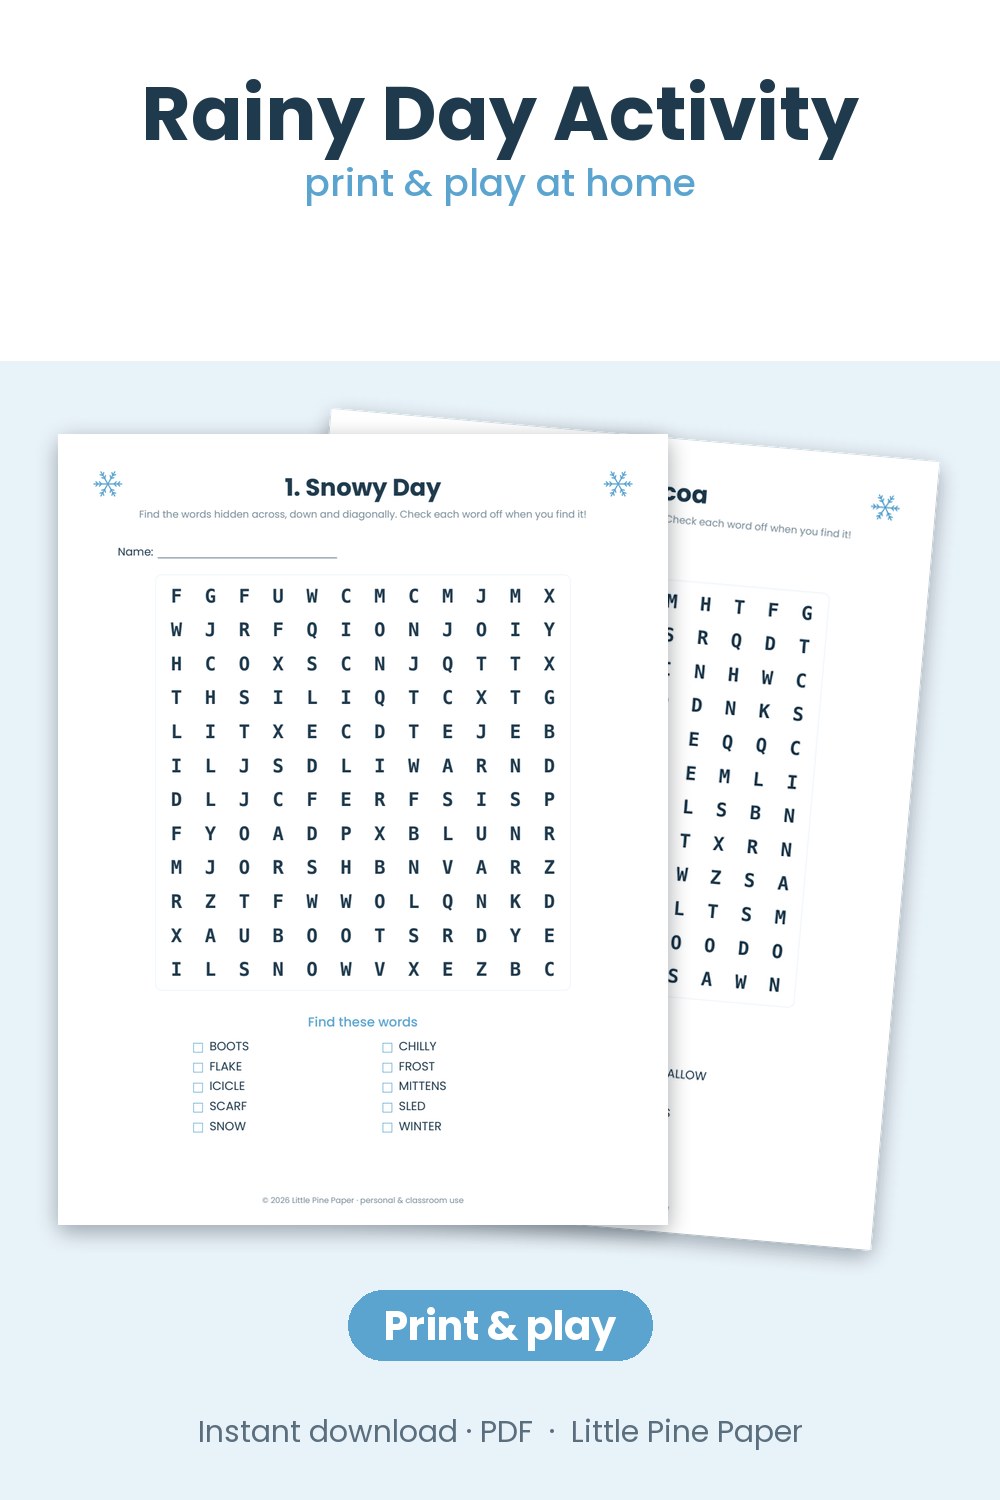 Rainy Day Activity
print & play at home
1. Snowy Day
Find the words hidden across, down and diagonally. Check each word off when you find it!
Name:
F G F U W C M C M J M X
W J R F Q I O N J O I Y
H C O X S C N J Q T T X
T H S I L I Q T C X T G
L I T X E C D T E J E B
I L J S D L I W A R N D
D L J C F E R F S I S P
F Y O A D P X B L U N R
M J O R S H B N V A R Z
R Z T F W W O L Q N K D
X A U B O O T S R D Y E
I L S N O W V X E Z B C
Find these words
BOOTS
FLAKE
ICICLE
SCARF
SNOW
CHILLY
FROST
MITTENS
SLED
WINTER
© 2026 Little Pine Paper · personal & classroom use
coa
Check each word off when you find it!
M H T F G
S R Q D T
N H W C
D N K S
E Q Q C
E M L I
L S B N
T X R N
W Z S A
L T S M
O O D O
S A W N
ALLOW
S
Print & play
Instant download · PDF · Little Pine Paper